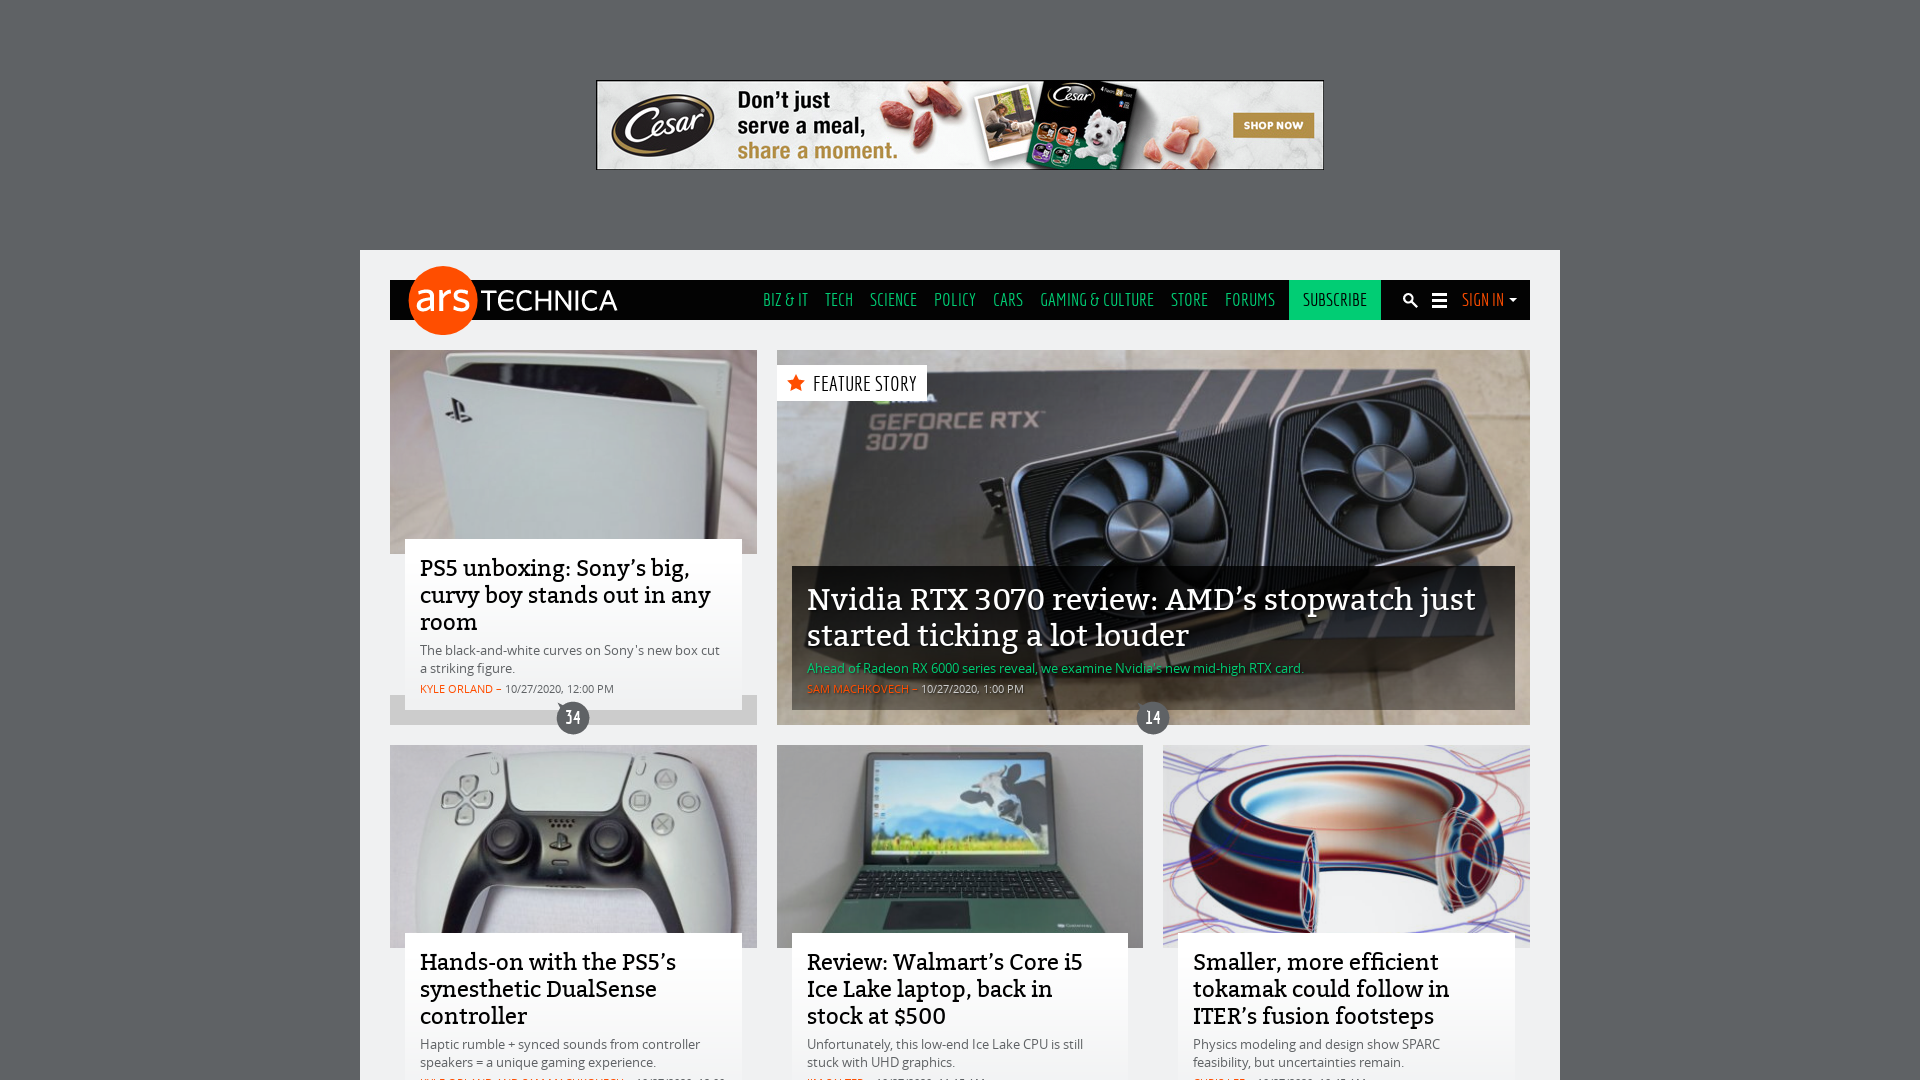 Cesar
Don't just
serve a meal,
share a moment.
Cesar
SHOP NOW
ars TECHNICA
BIZ & IT TECH SCIENCE POLICY CARS GAMING & CULTURE STORE FORUMS SUBSCRIBE SIGN IN
FEATURE STORY
GEFORCE RTX
3070
PS5 unboxing: Sony's big,
curvy boy stands out in any
room
The black-and-white curves on Sony's new box cut
a striking figure.
KYLE ORLAND – 10/27/2020, 12:00 PM
34
Nvidia RTX 3070 review: AMD's stopwatch just
started ticking a lot louder
Ahead of Radeon RX 6000 series reveal, we examine Nvidia's new mid-high RTX card.
SAM MACHKOVECH – 10/27/2020, 1:00 PM
14
Hands-on with the PS5's
synesthetic DualSense
controller
Haptic rumble + synced sounds from controller
speakers = a unique gaming experience.
Review: Walmart's Core i5
Ice Lake laptop, back in
stock at $500
Unfortunately, this low-end Ice Lake CPU is still
stuck with UHD graphics.
Smaller, more efficient
tokamak could follow in
ITER's fusion footsteps
Physics modeling and design show SPARC
feasibility, but uncertainties remain.